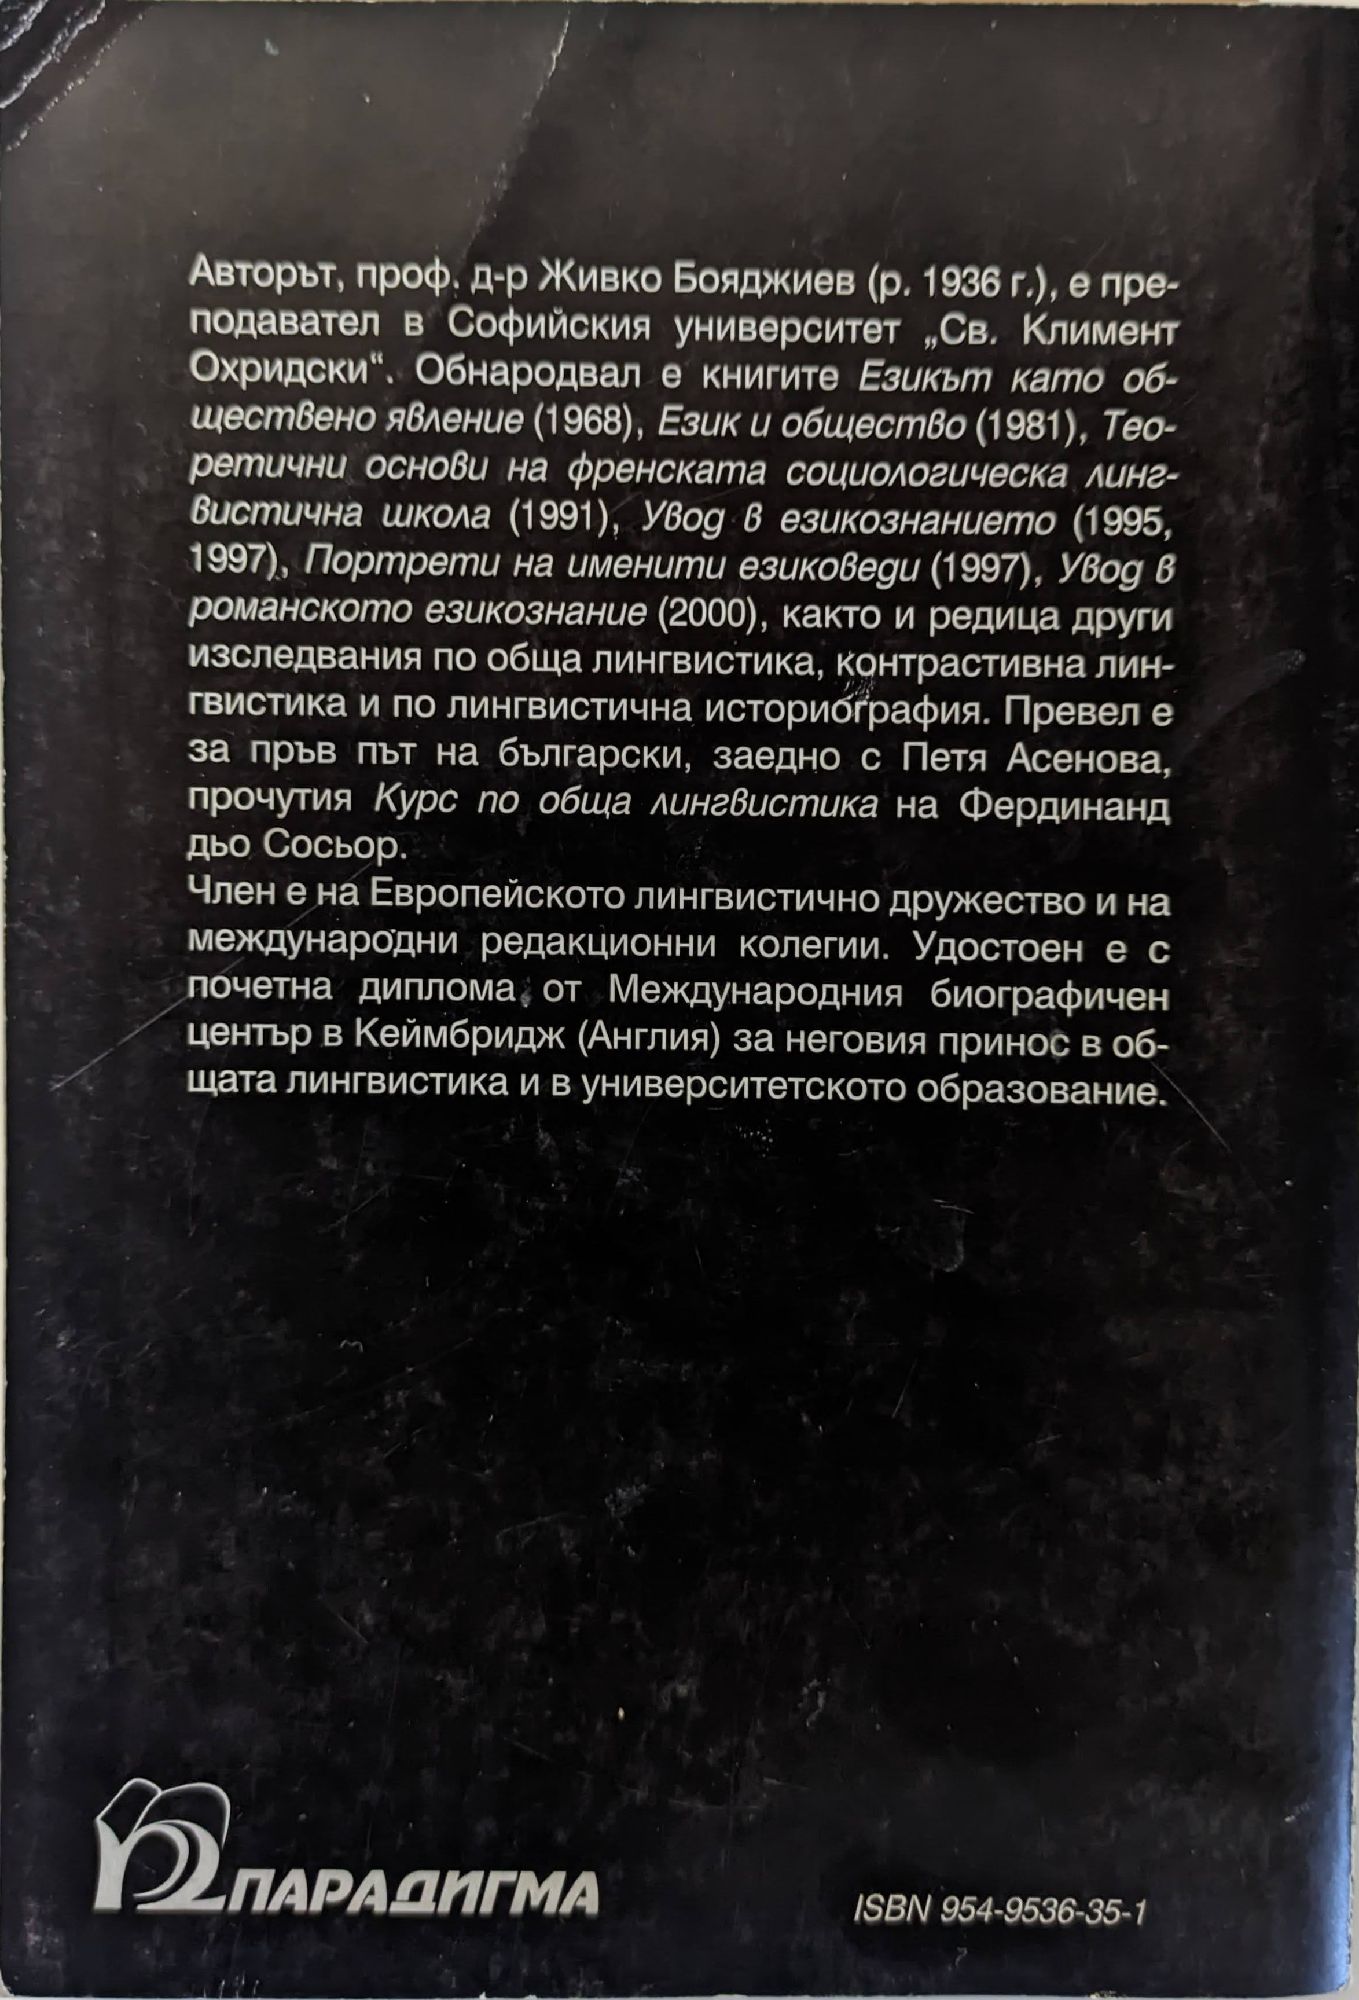 Авторът, проф. д-р Живко Бояджиев (р. 1936 г.), е пре-
подавател в Софийския университет „Св. Климент
Охридски“. Обнародвал е книгите Езикът като об-
ществено явление (1968), Език и общество (1981), Тео-
ретични основи на френската социологическа линг-
вистична школа (1991), Увод в езикознанието (1995,
1997), Портрети на именити езиковеди (1997), Увод в
романското езикознание (2000), както и редица други
изследвания по обща лингвистика, контрастивна лин-
гвистика и по лингвистична историография. Превел е
за пръв път на български, заедно с Петя Асенова,
прочутия Курс по обща лингвистика на Фердинанд
дьо Сосьор.
Член е на Европейското лингвистично дружество и на
международни редакционни колегии. Удостоен е с
почетна диплома от Международния биографичен
център в Кеймбридж (Англия) за неговия принос в об-
щата лингвистика и в университетското образование.
ПАРАДИГМА
ISBN 954-9536-35-1